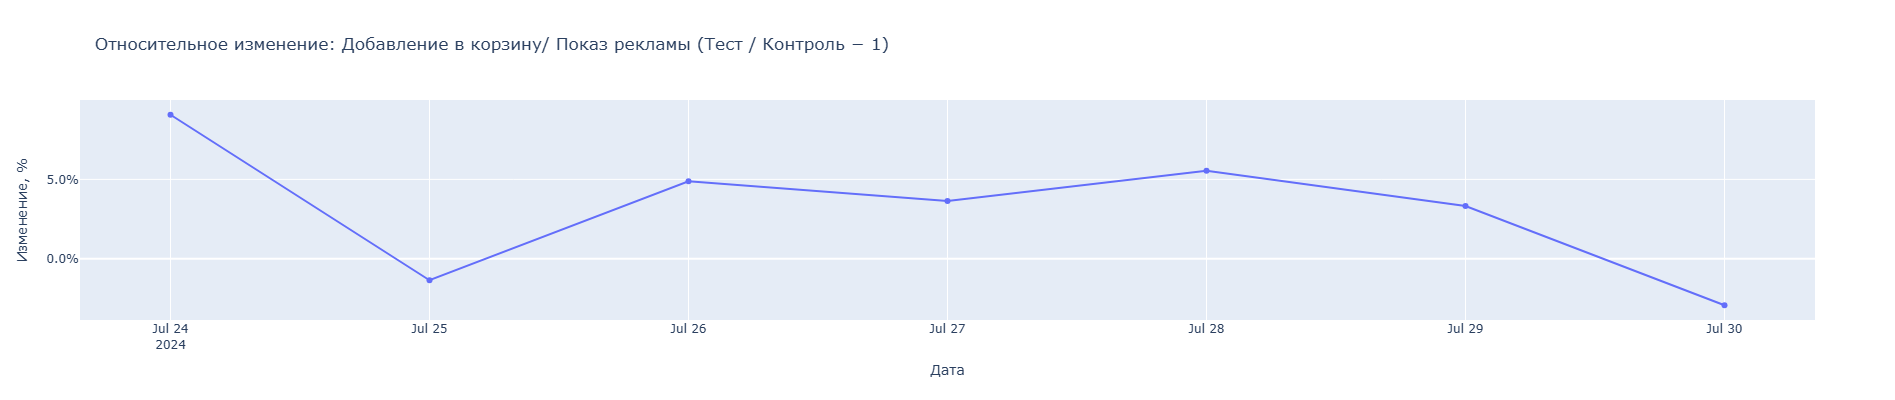 Относительное изменение: Добавление в корзину/ Показ рекламы (Тест / Контроль − 1)
Изменение, %
5.0%
0.0%
Jul 24
2024
Jul 25
Jul 26
Jul 27
Jul 28
Jul 29
Jul 30
Дата